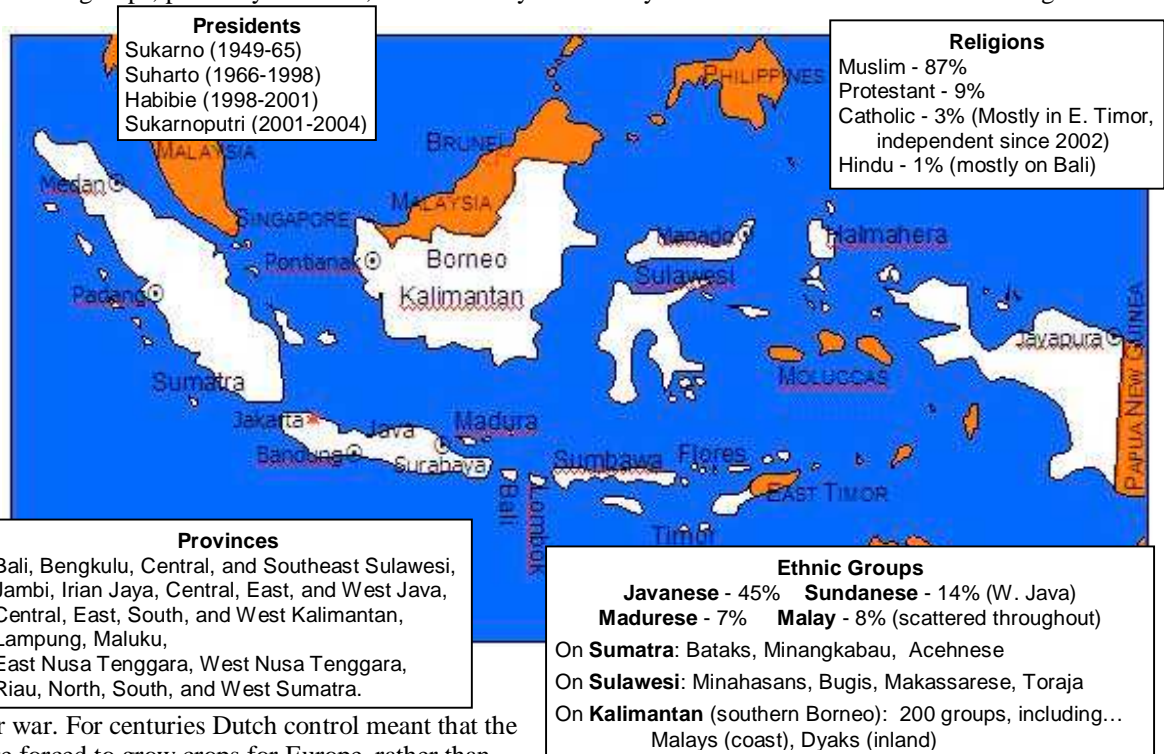 Presidents
Sukarno (1949-65)
Suharto (1966-1998)
Habibie (1998-2001)
Sukarnoputri (2001-2004)
Religions
Muslim - 87%
Protestant - 9%
Catholic - 3% (Mostly in E. Timor,
independent since 2002)
Hindu - 1% (mostly on Bali)
PHILIPPINES
MALAYSIA
BRUNEI
Medan
SINGAPORE
MALAYSIA
Manado
Halmahera
Pontianak
Borneo
Sulawesi
Padang
Kalimantan
Jayapura
PAPUA NEW GUINEA
MOLUCCAS
Sumatra
Jakarta
Java
Madura
Bandung
Surabaya
Sumbawa
Flores
Bali
Lombok
EAST TIMOR
Timor
Provinces
Bali, Bengkulu, Central, and Southeast Sulawesi,
Jambi, Irian Jaya, Central, East, and West Java,
Central, East, South, and West Kalimantan,
Lampung, Maluku,
East Nusa Tenggara, West Nusa Tenggara,
Riau, North, South, and West Sumatra.
Ethnic Groups
Javanese - 45% Sundanese - 14% (W. Java)
Madurese - 7% Malay - 8% (scattered throughout)
On Sumatra: Bataks, Minangkabau, Acehnese
On Sulawesi: Minahasans, Bugis, Makassarese, Toraja
On Kalimantan (southern Borneo): 200 groups, including…
Malays (coast), Dyaks (inland)
r war. For centuries Dutch control meant that the
forced to grow crops for Europe, rather than